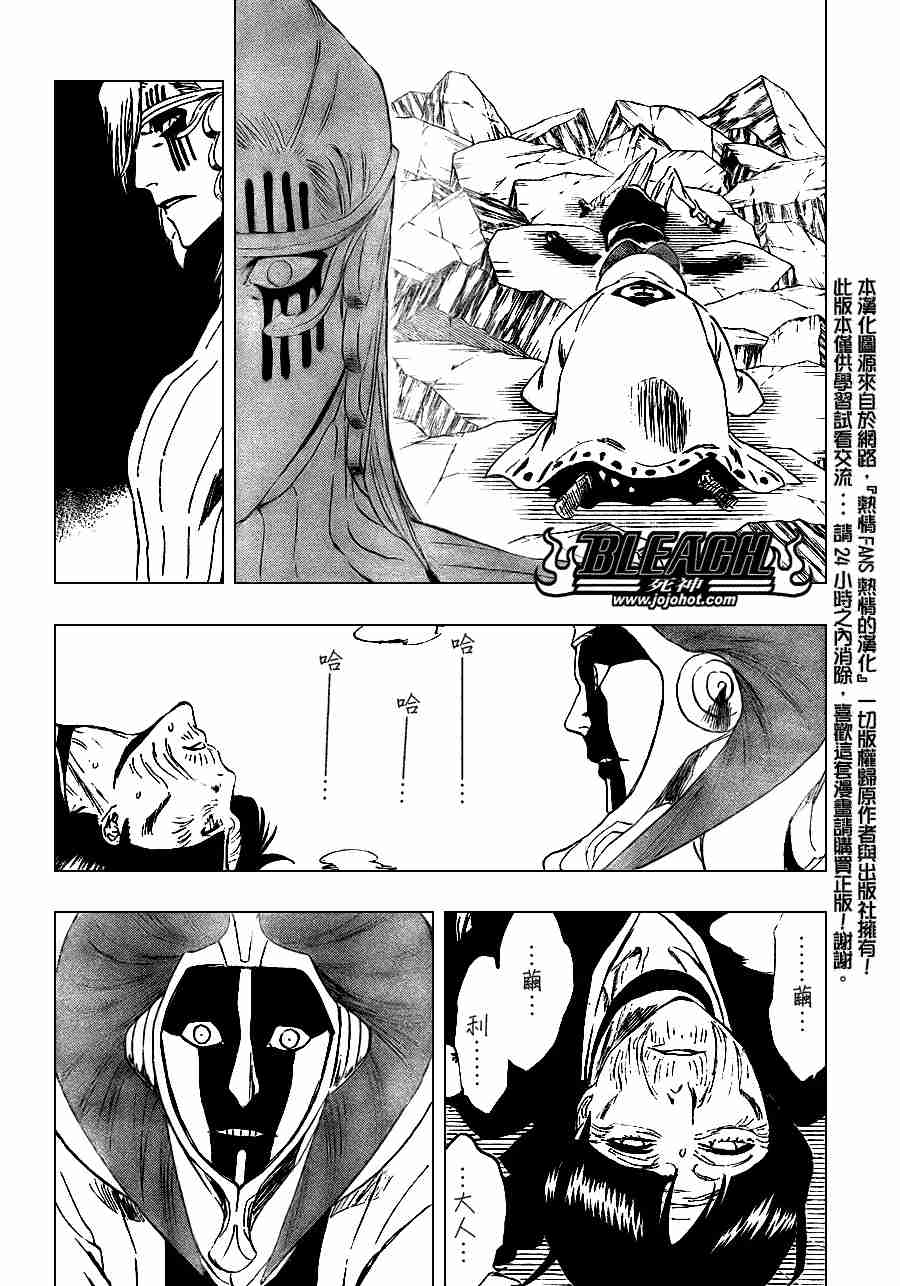 BLEACH
死神
www.jojohot.com
本漢化圖源來自於網路，『熱情FANS熱情的漢化』一切版權歸原作者與出版社擁有！
此版本僅供學習試看交流… 請24小時之內消除，喜歡這套漫畫請購買正版！謝謝。
哈……
哈……
哈……
……繭……
…繭…
利……
…大人…